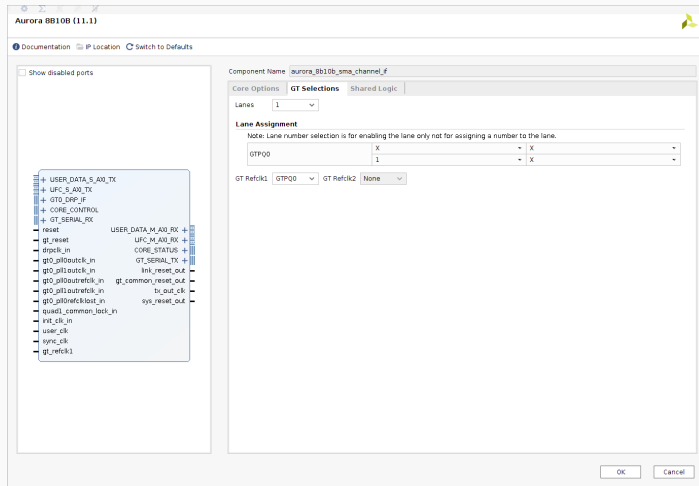 Aurora 8B10B (11.1)
Documentation IP Location Switch to Defaults
Show disabled ports
+ USER_DATA_S_AXI_TX
+ UFC_S_AXI_TX
+ GT0_DRP_IF
+ CORE_CONTROL
+ GT_SERIAL_RX
reset USER_DATA_M_AXI_RX +
gt_reset UFC_M_AXI_RX +
drpclk_in CORE_STATUS +
gt0_pll0outclk_in GT_SERIAL_TX +
gt0_pll1outclk_in link_reset_out
gt0_pll0outrefclk_in gt_common_reset_out
gt0_pll1outrefclk_in tx_out_clk
gt0_pll0refclklost_in sys_reset_out
quad1_common_lock_in
init_clk_in
user_clk
sync_clk
gt_refclk1
Component Name aurora_8b10b_sma_channel_if
Core Options GT Selections Shared Logic
Lanes 1
Lane Assignment
Note: Lane number selection is for enabling the lane only not for assigning a number to the lane.
GTPQ0
X X
1 X
GT Refclk1 GTPQ0 GT Refclk2 None
OK Cancel